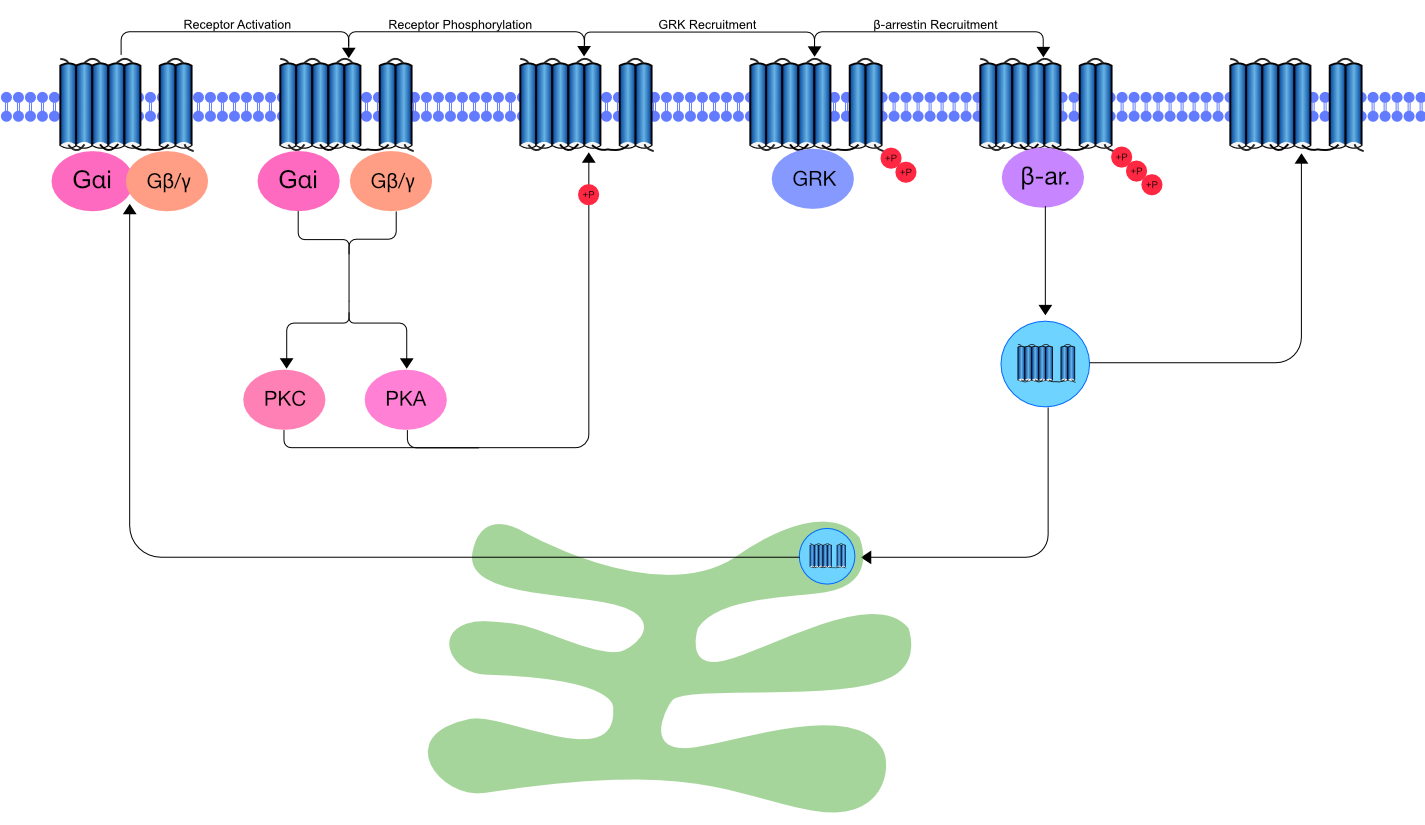 Receptor Activation
Receptor Phosphorylation
GRK Recruitment
β-arrestin Recruitment
Gαi
Gβ/γ
Gαi
Gβ/γ
+P
GRK
+P
+P
β-ar.
+P
+P
+P
PKC
PKA